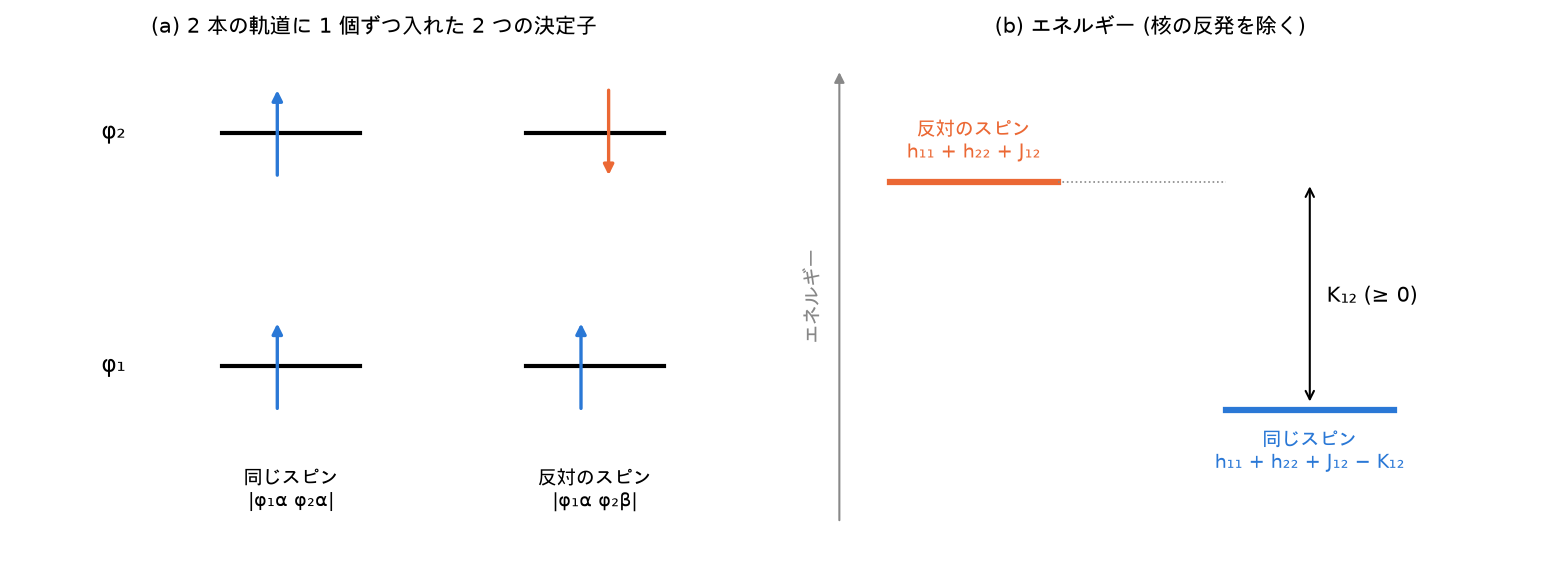 (a) 2 本の軌道に 1 個ずつ入れた 2 つの決定子
φ₂
φ₁
同じスピン
|φ₁α φ₂α|
反対のスピン
|φ₁α φ₂β|
(b) エネルギー (核の反発を除く)
エネルギー
反対のスピン
h₁₁ + h₂₂ + J₁₂
K₁₂ (≥ 0)
同じスピン
h₁₁ + h₂₂ + J₁₂ − K₁₂